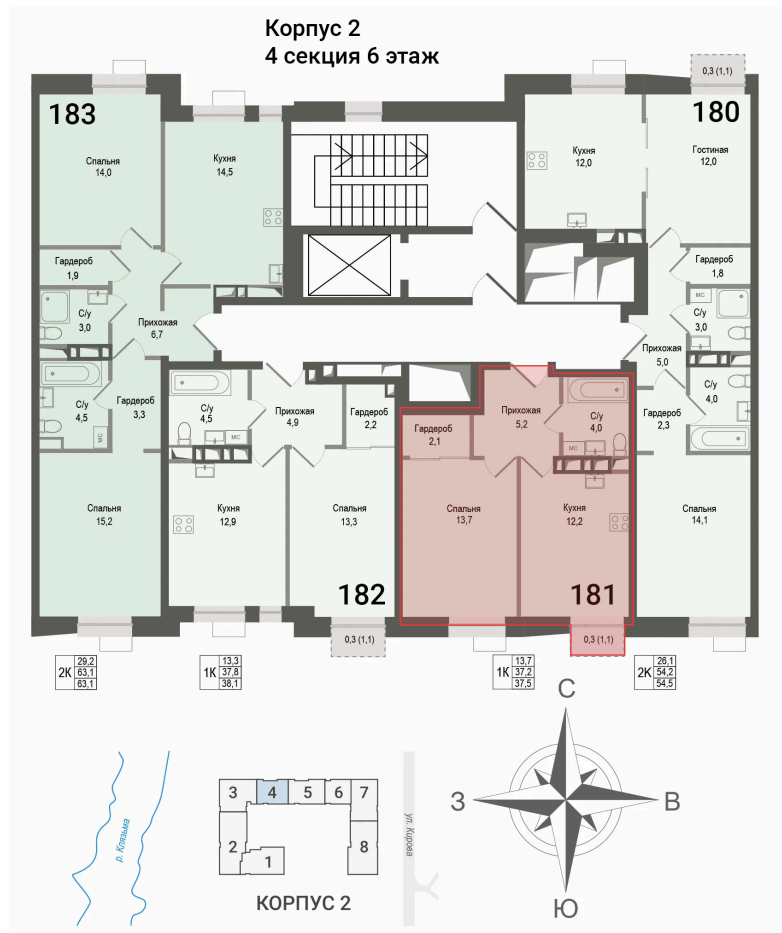 Корпус 2
4 секция 6 этаж
0,3 (1,1)
183
180
Спальня
14,0
Кухня
14,5
Кухня
12,0
Гостиная
12,0
Гардероб
1,9
Гардероб
1,8
С/у
3,0
МС
С/у
3,0
Прихожая
6,7
Прихожая
5,0
С/у
4,5
МС
Гардероб
3,3
С/у
4,5
МС
Прихожая
4,9
Гардероб
2,2
Гардероб
2,1
Прихожая
5,2
С/у
4,0
МС
С/у
4,0
Гардероб
2,3
Спальня
15,2
Кухня
12,9
Спальня
13,3
Спальня
13,7
Кухня
12,2
Спальня
14,1
182
181
0,3 (1,1)
0,3 (1,1)
2К
29,2
63,1
63,1
1К
13,3
37,8
38,1
1К
13,7
37,2
37,5
2К
26,1
54,2
54,5
С
З
В
Ю
р. Клязьма
3
4
5
6
7
2
1
8
КОРПУС 2
ул. Кирова